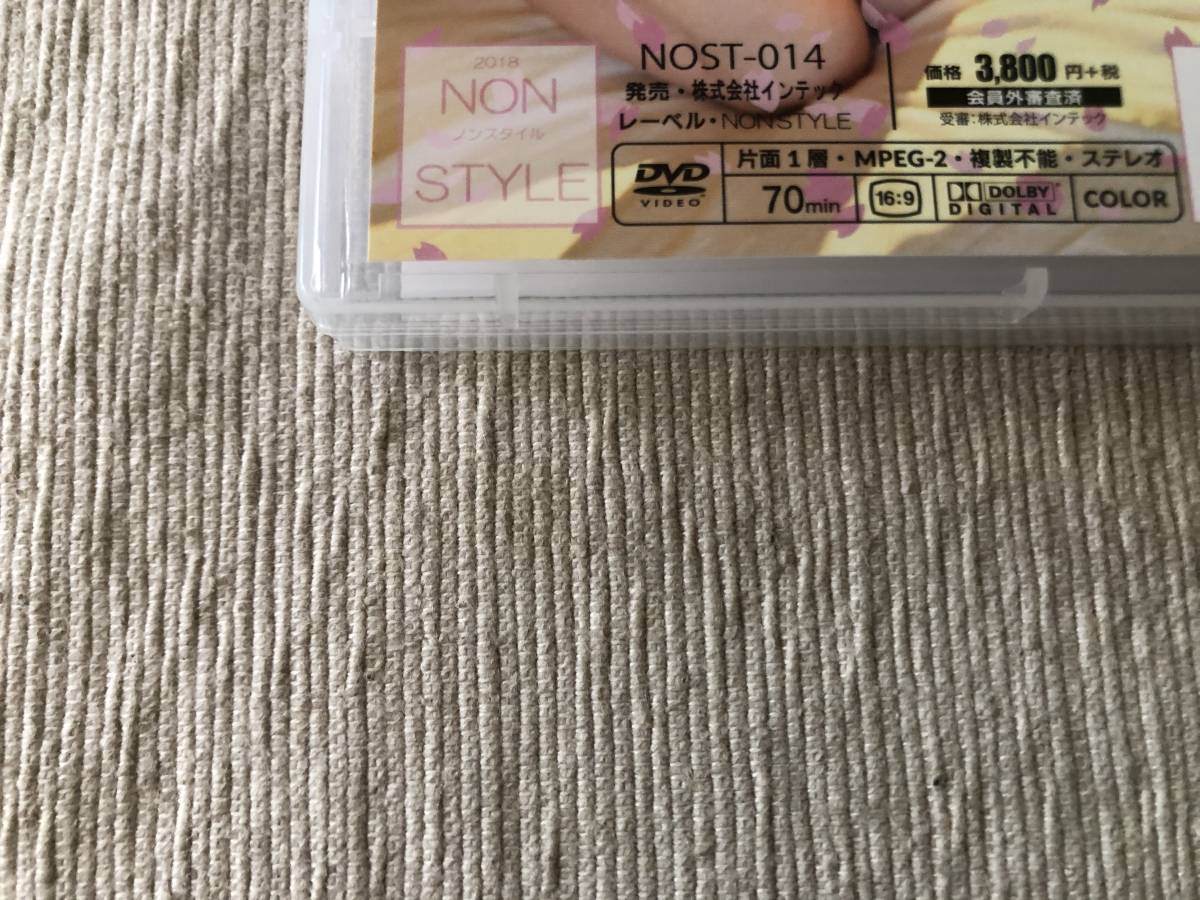 2018
NON
ノンスタイル
STYLE
NOST-014
発売・株式会社インテック
レーベル・NON STYLE
価格 3,800 円+税
会員外審査済
受審:株式会社インテック
DVD
VIDEO
片面1層・MPEG-2・複製不能・ステレオ
70min
16:9
DOLBY
DIGITAL
COLOR